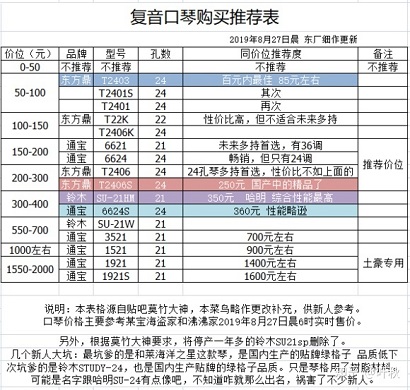 复音口琴购买推荐表
2019年8月27日晨 东厂细作更新
价位（元） 品牌 型号 孔数 同价位推荐度 备注
0-50 不推荐 不推荐 不推荐 不推荐
50-100 东方鼎 T2403 24 百元内最佳 85元左右
T2401S 24 其次
T2401 24 再次
100-150 东方鼎 T22K 22 性价比高，但不适合未来多持
T2406K 24
150-200 通宝 6621 21 未来多持首选，有36调 推荐价位
通宝 6624 24 畅销，但只有24调
200-300 东方鼎 T2406 24 24孔琴多持首选，性价比不如上面的
东方鼎 T2406S 24 250元 国产中的精品了
300-400 铃木 SU-21HM 21 350元 哈明 综合性能最高
通宝 6624S 24 360元 性能略逊
550-700 铃木 SU-21W 21
通宝 3521 21 700元左右
1000左右 通宝 1521 21 900元左右 土豪专用
1550-2000 通宝 1921 21 1400元左右
通宝 1921S 21 1600元左右
说明：本表格源自贴吧莫竹大神，本菜鸟略作更改补充，供新人参考。
口琴价格主要参考某宝海盗家和沸沸家2019年8月27日晨6时实时售价。
另外，根据莫竹大神要求，将停产一年多的铃木SU21sp删除了。
几个新人大坑：最坑爹的是和莱海洋之星这款琴，是国内生产的贴牌绿格子 品质低下
次坑爹的是铃木STUDY-24，也是国内生产贴牌的绿格子品质。只是琴格用了树脂材料，
可能是名字跟哈明SU-24有点像吧，不知道咋就那么出名，祸害了不少新人。